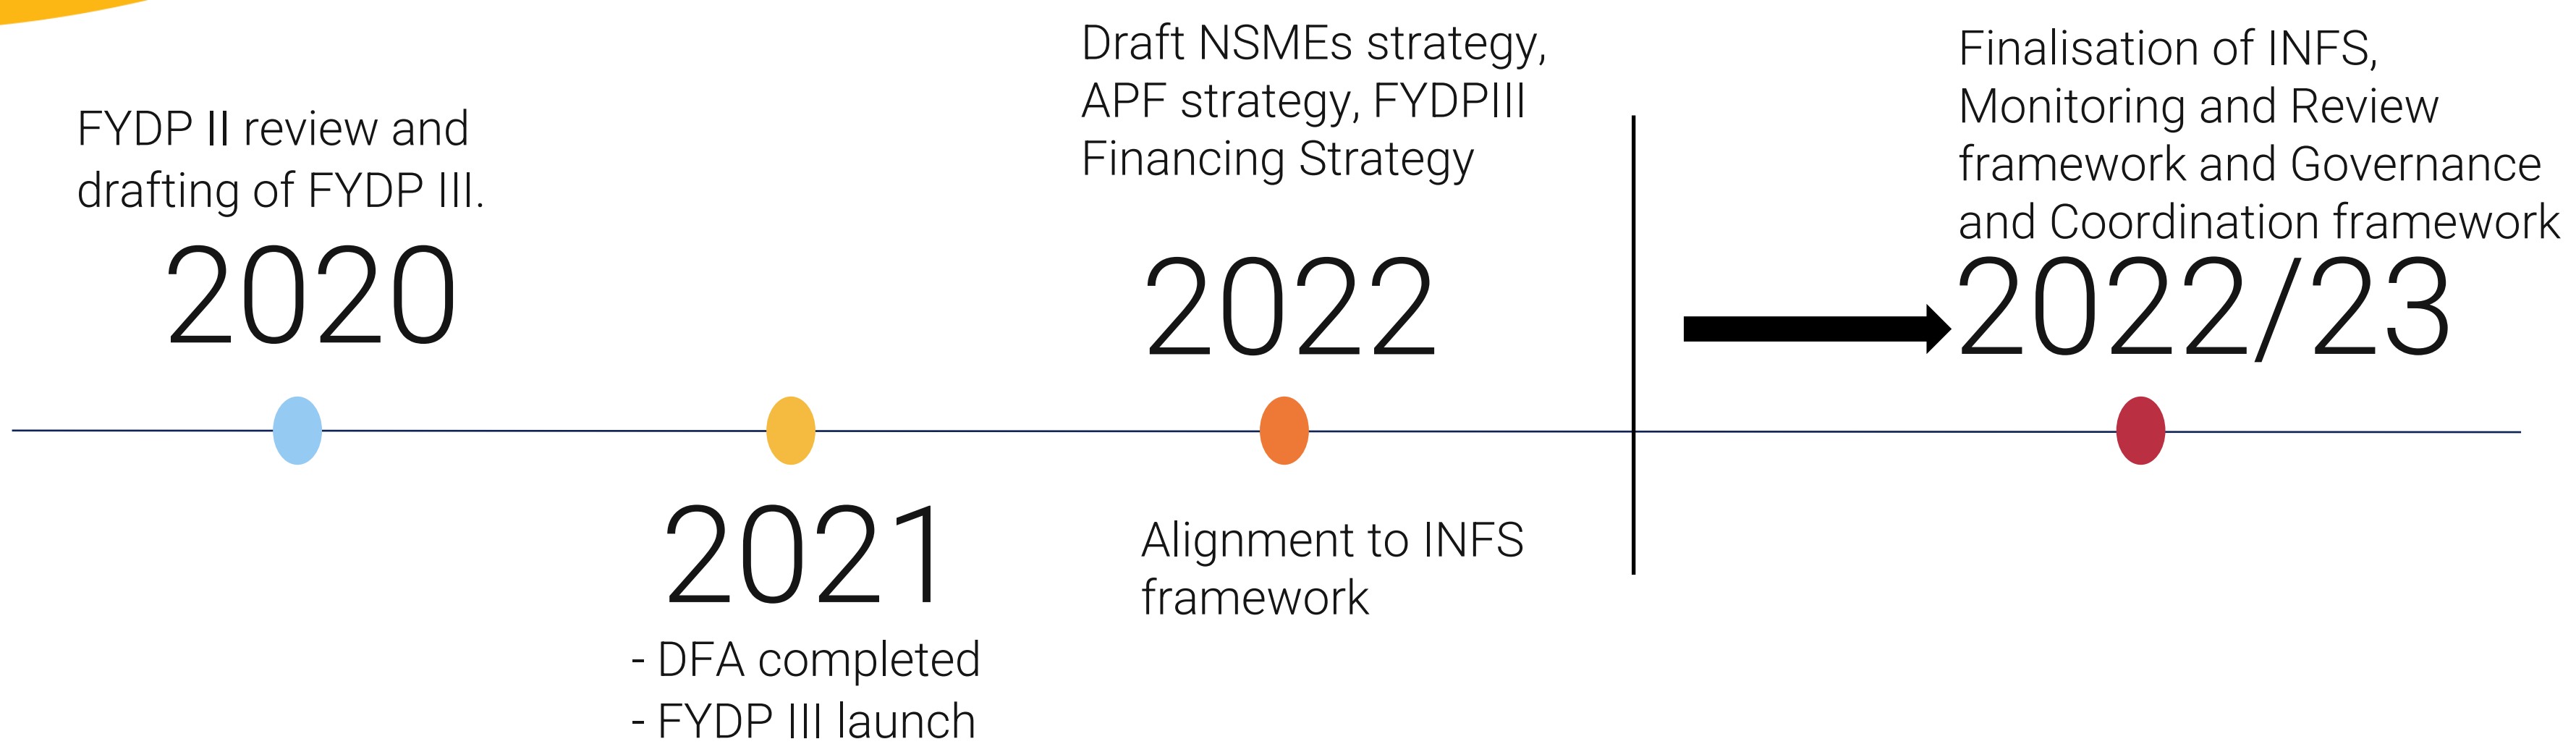 FYDP II review and
drafting of FYDP III.
2020
2021
- DFA completed
- FYDP III launch
Draft NSMEs strategy,
APF strategy, FYDPIII
Financing Strategy
2022
Alignment to INFS
framework
Finalisation of INFS,
Monitoring and Review
framework and Governance
and Coordination framework
2022/23